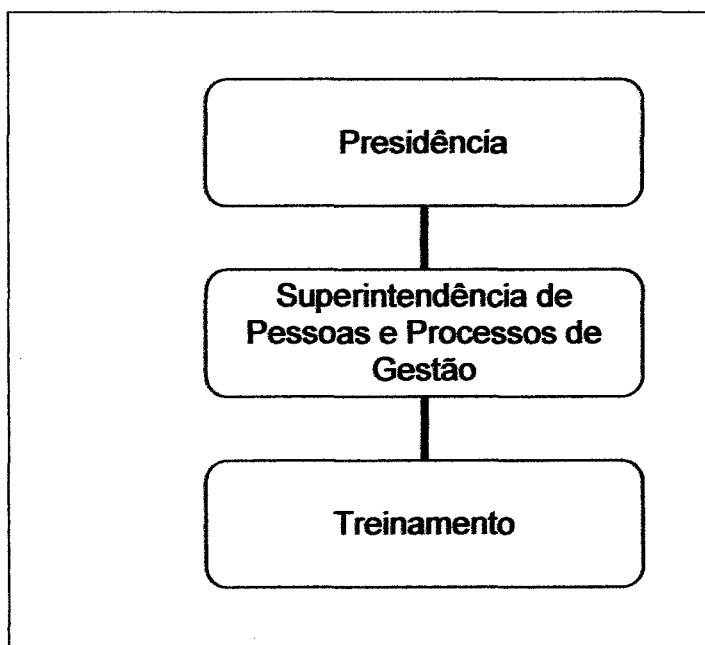 Presidência
Superintendência de
Pessoas e Processos de
Gestão
Treinamento